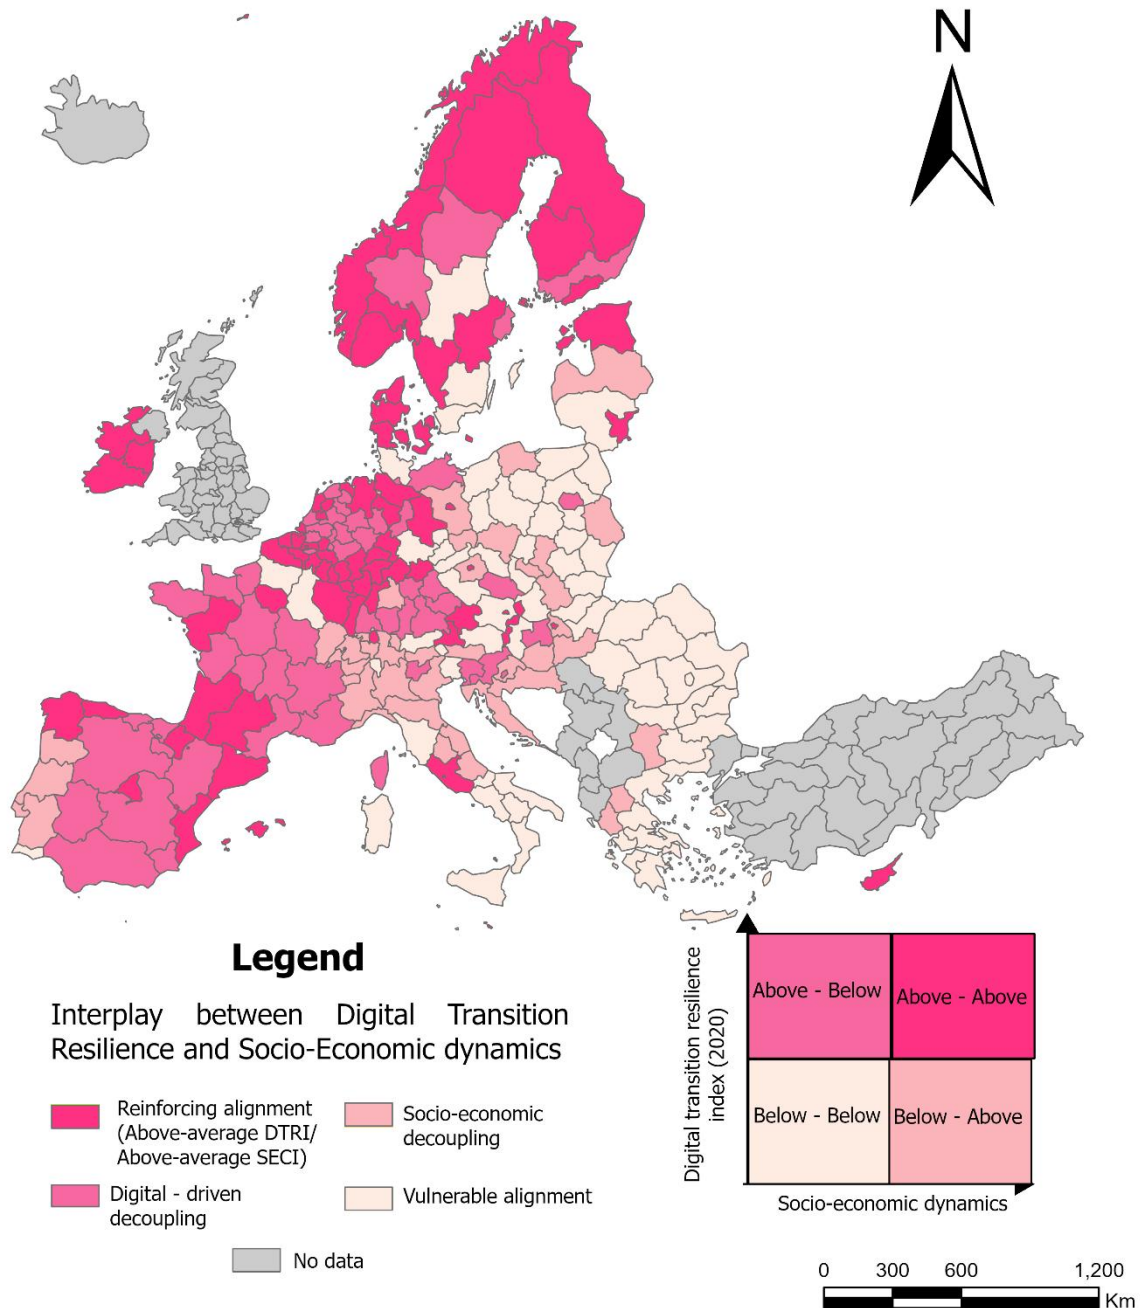 N
Legend
Interplay between Digital Transition
Resilience and Socio-Economic dynamics
Reinforcing alignment
(Above-average DTRI/
Above-average SECI)
Socio-economic
decoupling
Digital - driven
decoupling
Vulnerable alignment
No data
Digital transition resilience
index (2020)
Above - Below
Above - Above
Below - Below
Below - Above
Socio-economic dynamics
0 300 600 1,200
Km